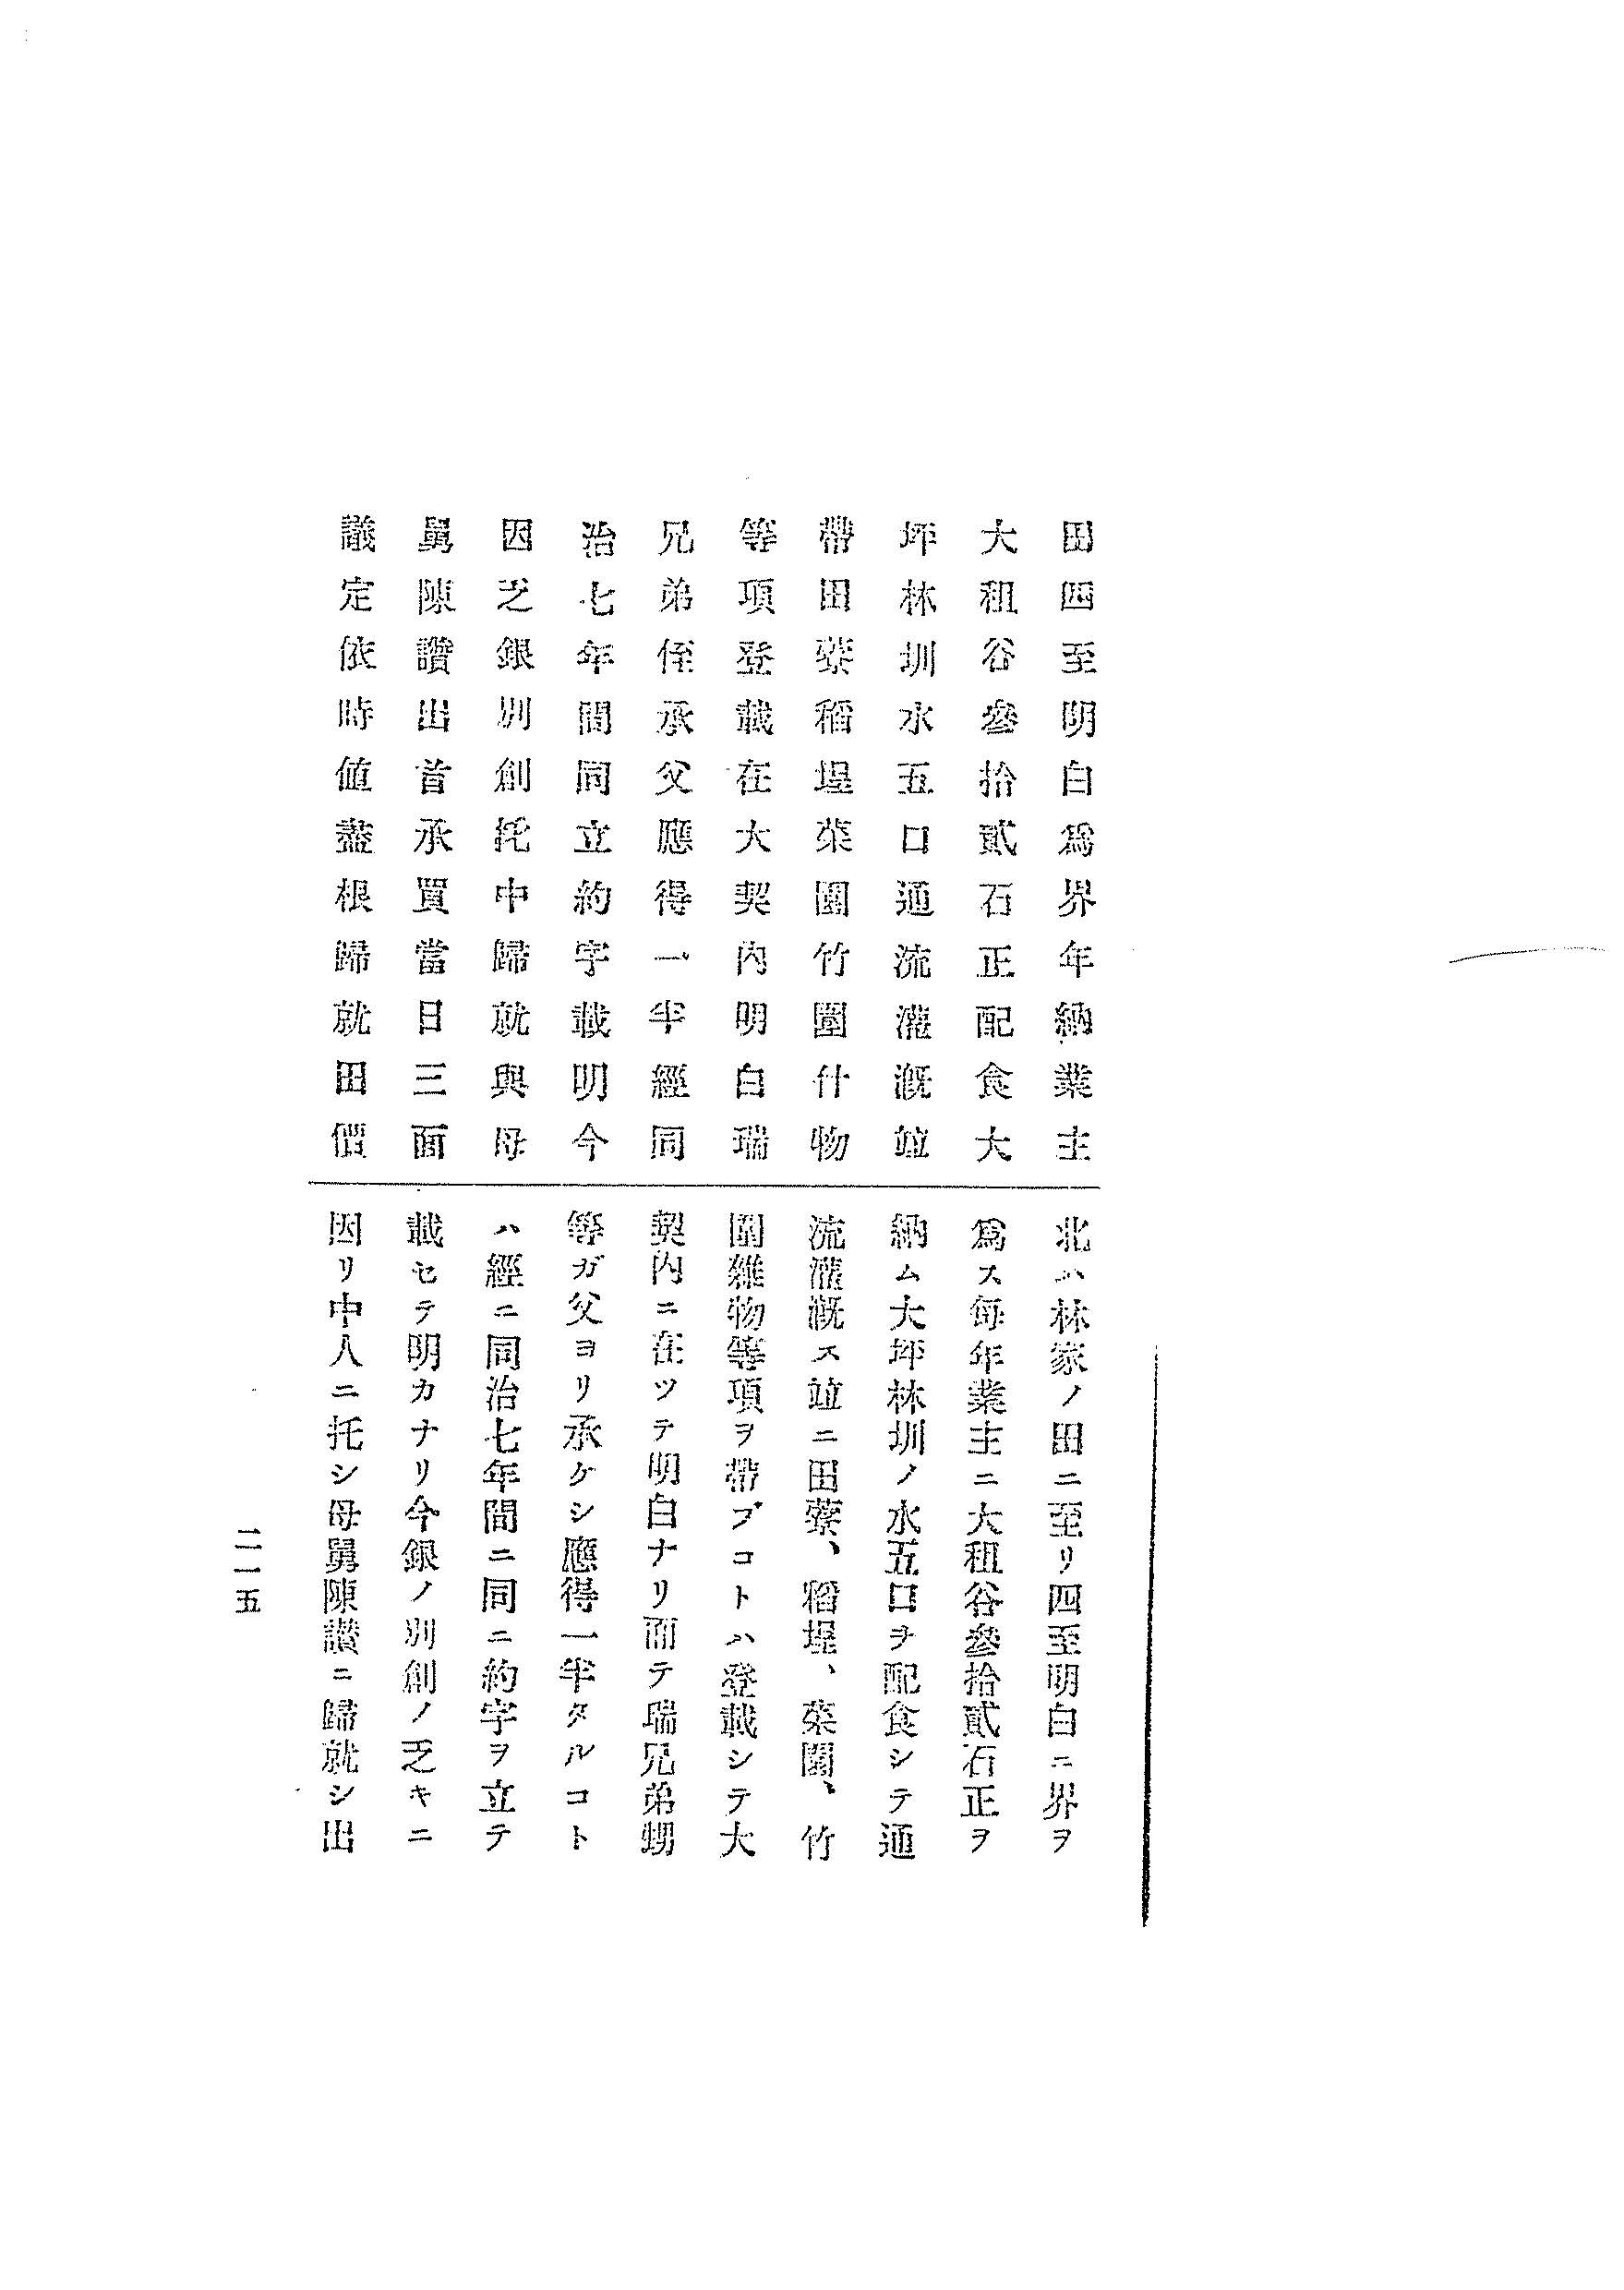 田四至明白爲界年納業主
大租谷參拾貳石正配食大
坪林圳水五口通流灌漑竝
帶田藔稻埕菜園竹圍什物
等項登載在大契內明白瑞
兄弟侄承父應得一半經同
治七年間同立約字載明今
因乏銀別創托中歸就與母
舅陳讚出首承買當日三面
議定依時値盡根歸就田價
北ハ林家ノ田ニ至リ四至明白ニ界ヲ
爲ス每年業主ニ大租谷參拾貳石正ヲ
納ム大坪林圳ノ水五口ヲ配食シテ通
流灌漑ス竝ニ田藔、稻埕、菜園、竹
圍雜物等項ヲ帶ブコトハ登載シテ大
契內ニ在ツテ明白ナリ而テ瑞兄弟甥
等ガ父ヨリ承ケシ應得一半タルコト
ハ經ニ同治七年間ニ同ニ約字ヲ立テ
載セテ明カナリ今銀ノ別創ノ乏キニ
因リ中人ニ托シ母舅陳讚ニ歸就シ出
二一五